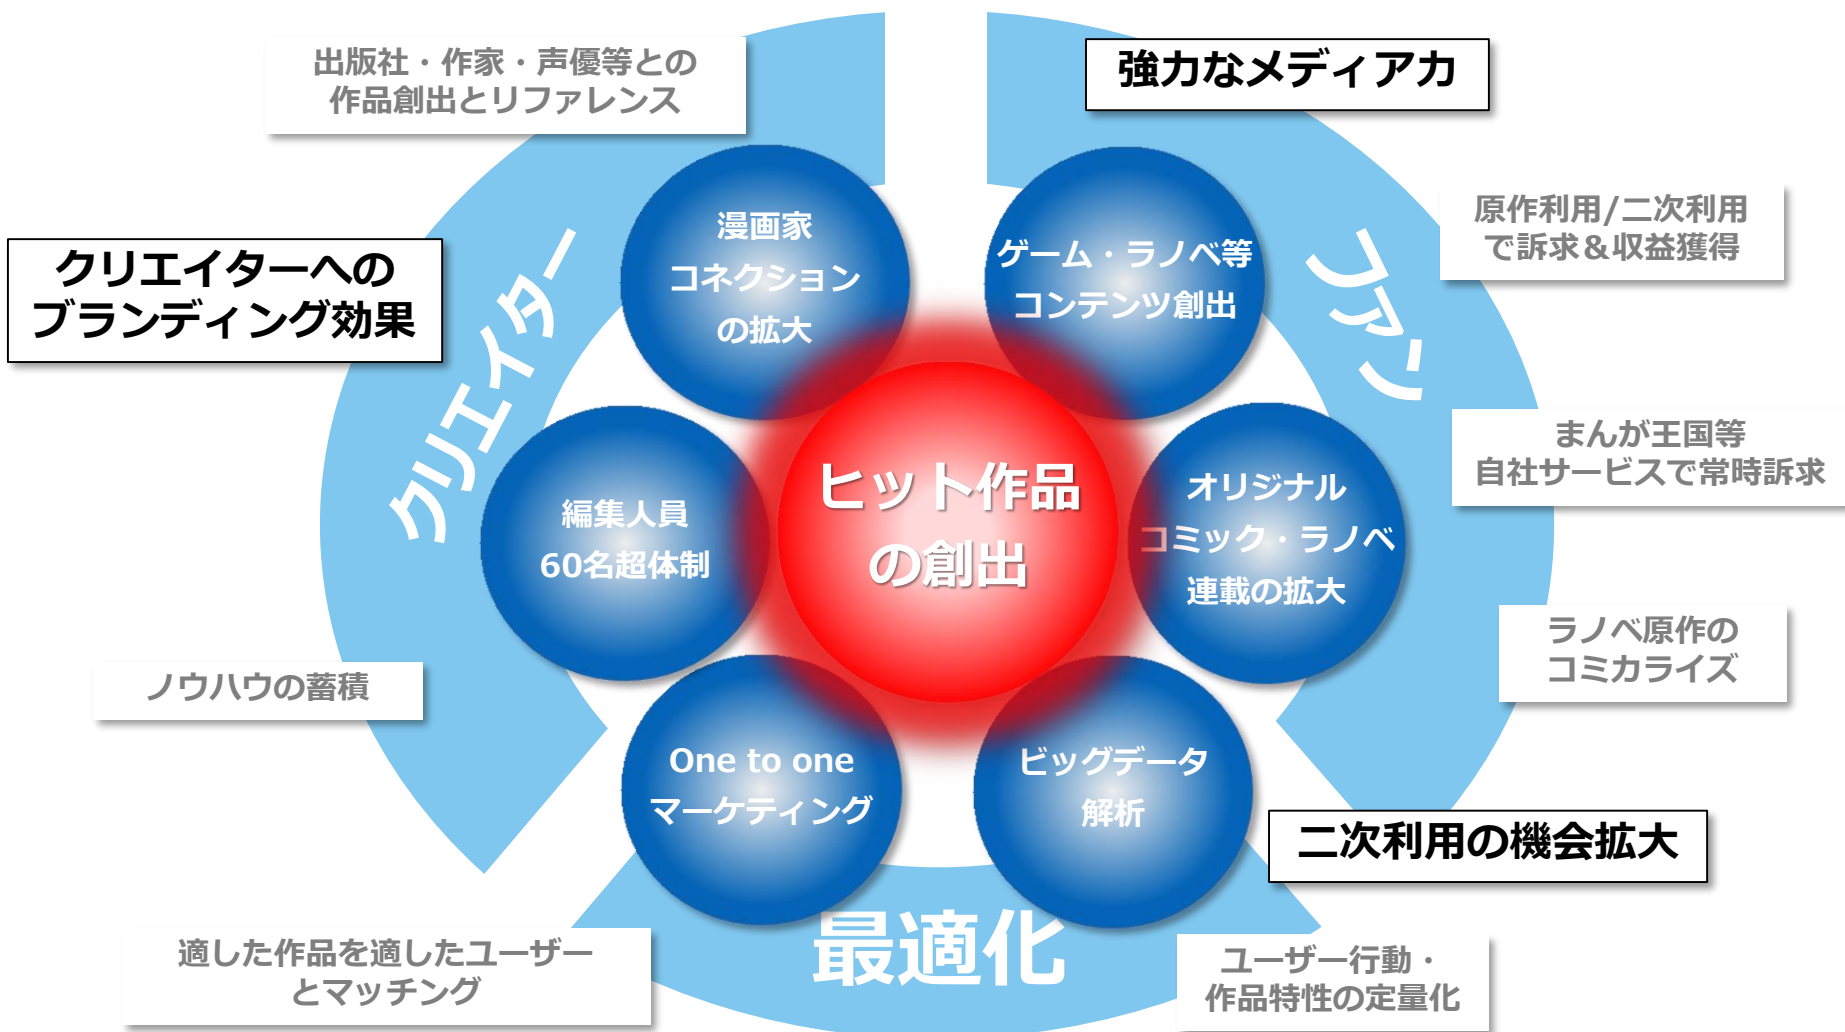 出版社・作家・声優等との
作品創出とリファレンス
強力なメディア力
原作利用/二次利用
で訴求＆収益獲得
クリエイターへの
ブランディング効果
クリエイター
ファン
漫画家
コネクション
の拡大
ゲーム・ラノベ等
コンテンツ創出
まんが王国等
自社サービスで常時訴求
ヒット作品
の創出
編集人員
60名超体制
オリジナル
コミック・ラノベ
連載の拡大
ラノベ原作の
コミカライズ
ノウハウの蓄積
One to one
マーケティング
ビッグデータ
解析
二次利用の機会拡大
最適化
適した作品を適したユーザー
とマッチング
ユーザー行動・
作品特性の定量化